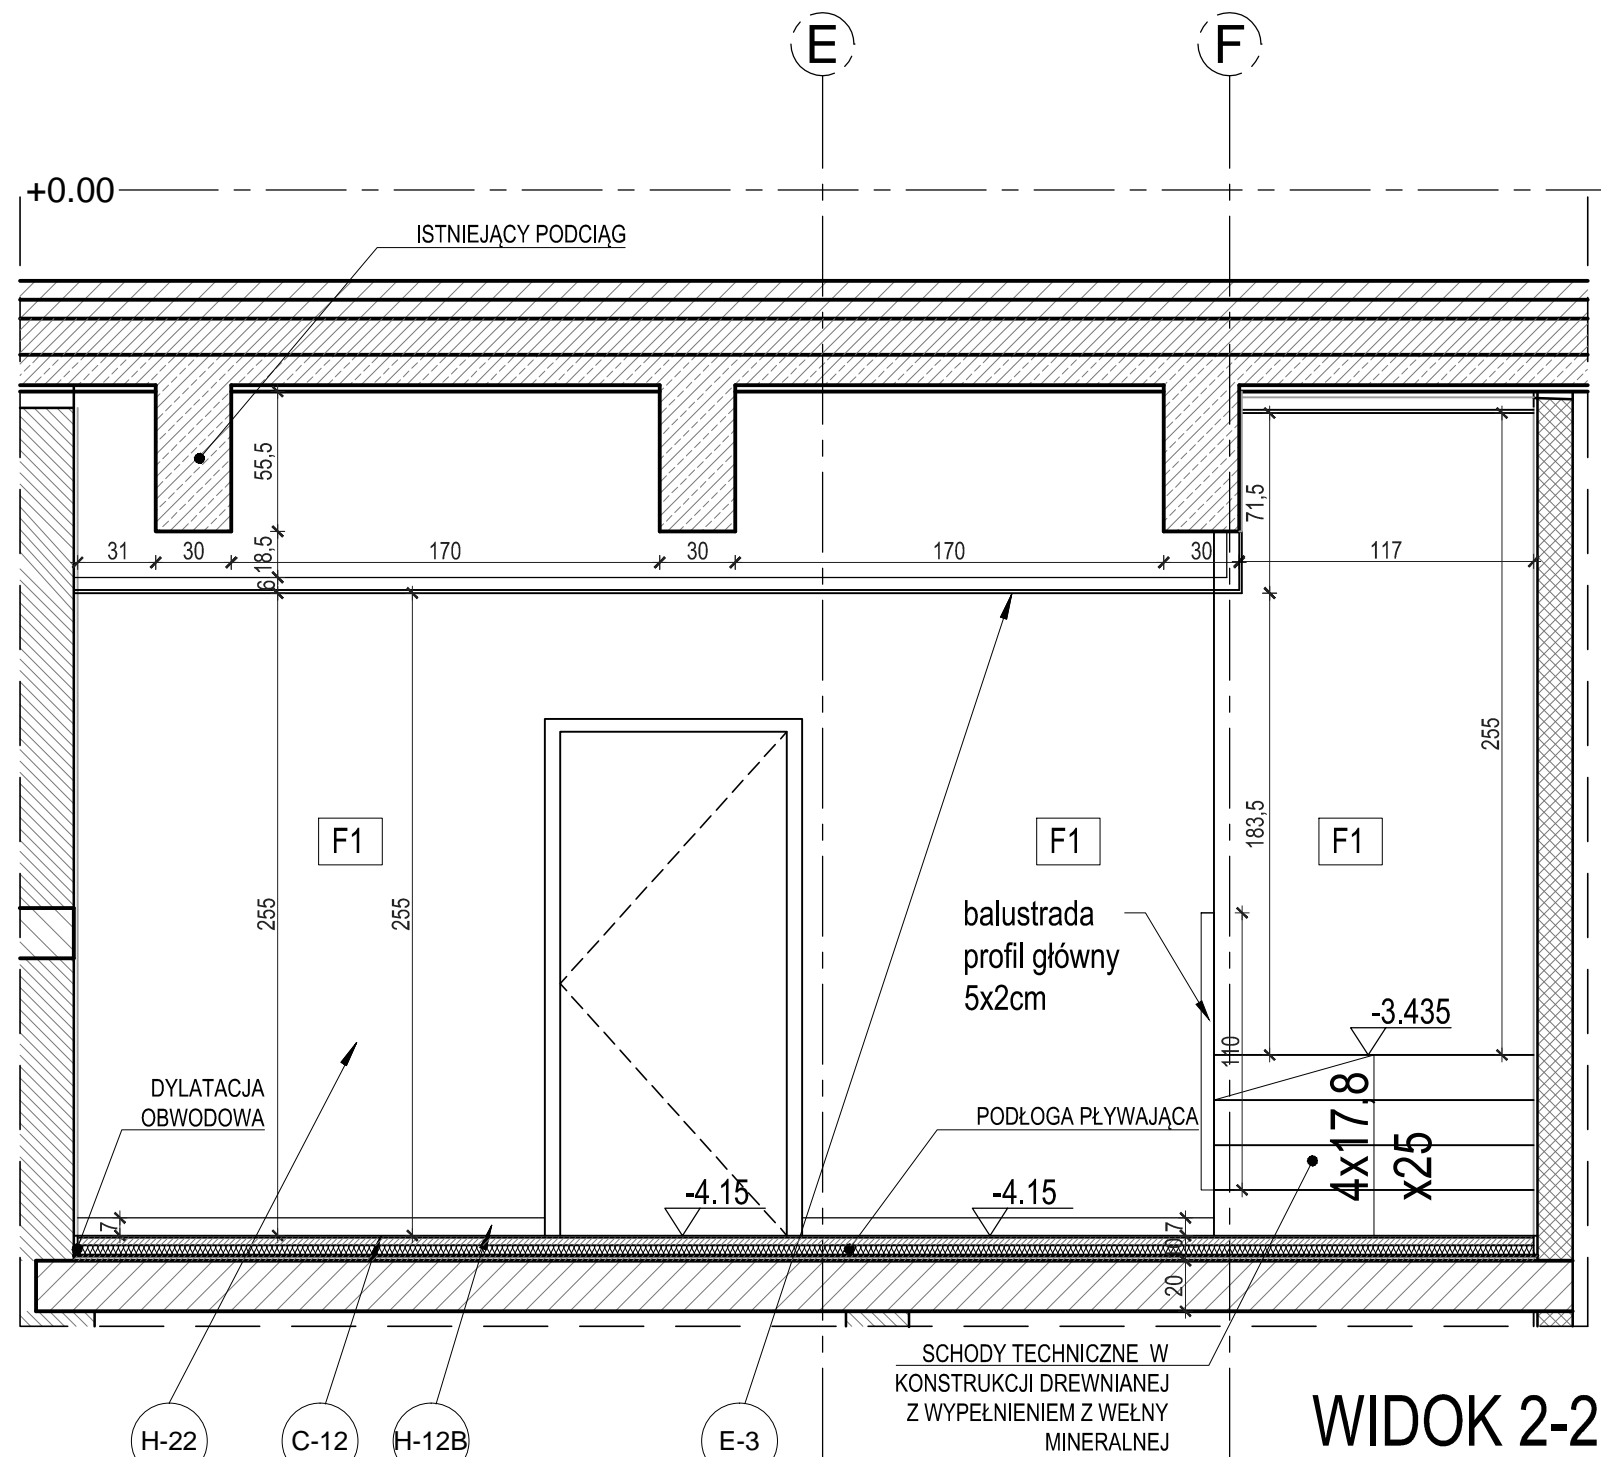 E
F
+0.00
ISTNIEJĄCY PODCIĄG
55,5
71,5
31
30
18,5
170
30
170
30
117
6
255
183,5
F1
F1
F1
255
255
balustrada
profil główny
5x2cm
-3.435
110
DYLATACJA
OBWODOWA
PODŁOGA PŁYWAJĄCA
4x17,8
x25
-4.15
-4.15
7
7
10
20
SCHODY TECHNICZNE W
KONSTRUKCJI DREWNIANEJ
Z WYPEŁNIENIEM Z WEŁNY
MINERALNEJ
WIDOK 2-2
H-22
C-12
H-12B
E-3